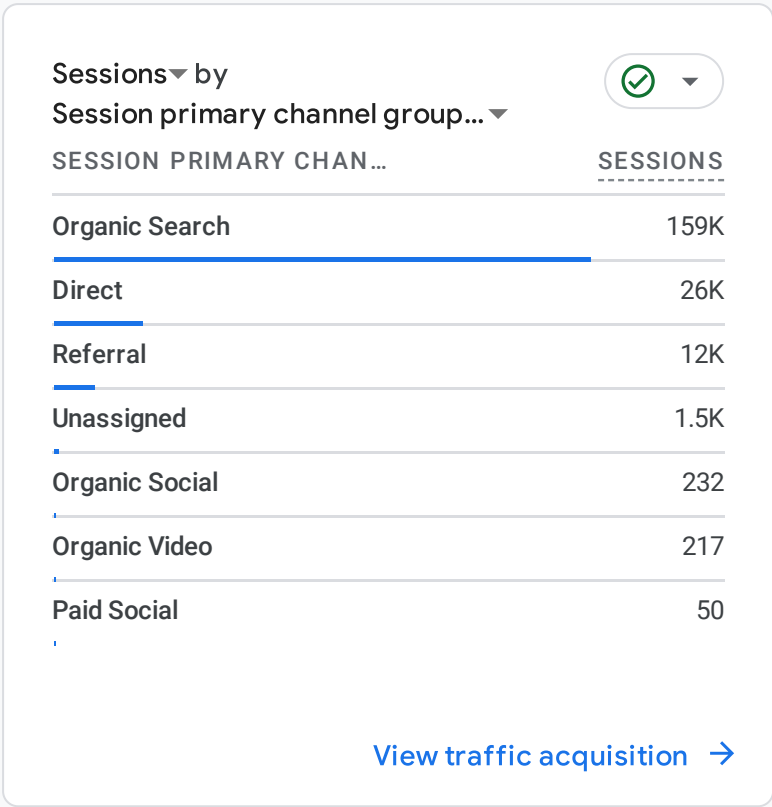 Sessions by
Session primary channel group...
SESSION PRIMARY CHAN... SESSIONS
Organic Search 159K
Direct 26K
Referral 12K
Unassigned 1.5K
Organic Social 232
Organic Video 217
Paid Social 50
View traffic acquisition